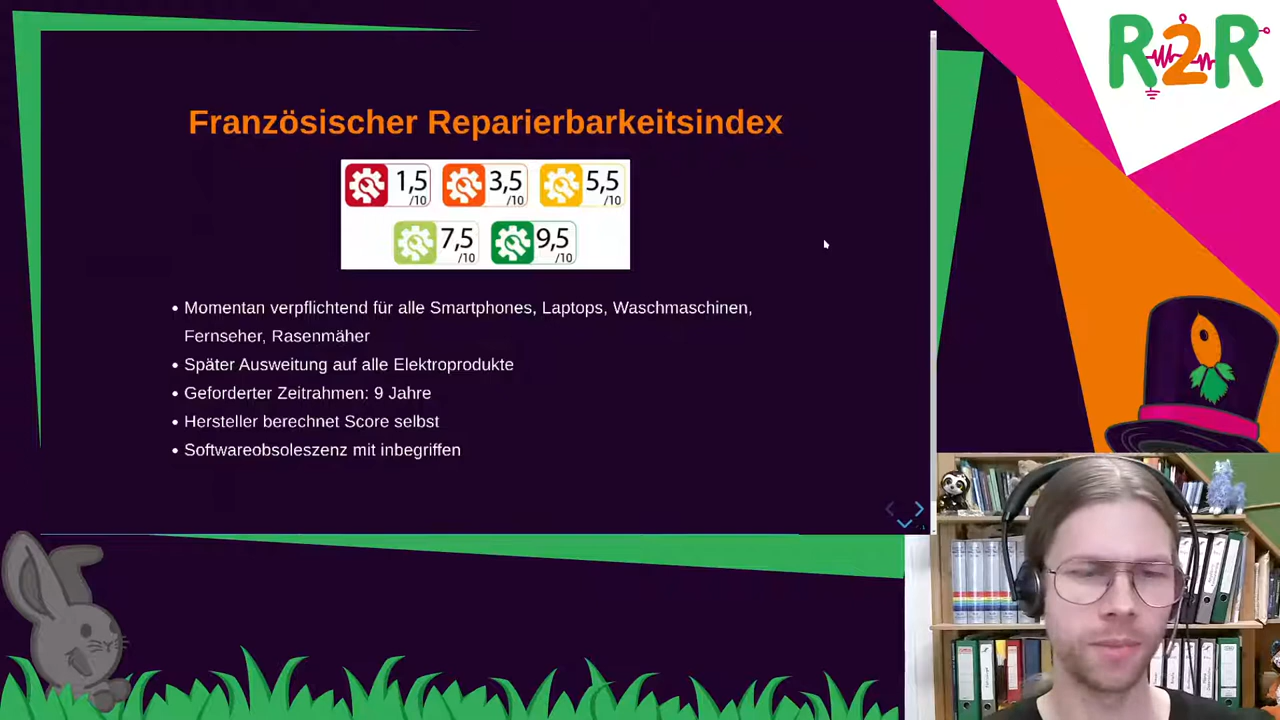 R2R
Französischer Reparierbarkeitsindex
1,5 /10
3,5 /10
5,5 /10
7,5 /10
9,5 /10
• Momentan verpflichtend für alle Smartphones, Laptops, Waschmaschinen,
Fernseher, Rasenmäher
• Später Ausweitung auf alle Elektroprodukte
• Geforderter Zeitrahmen: 9 Jahre
• Hersteller berechnet Score selbst
• Softwareobsoleszenz mit inbegriffen